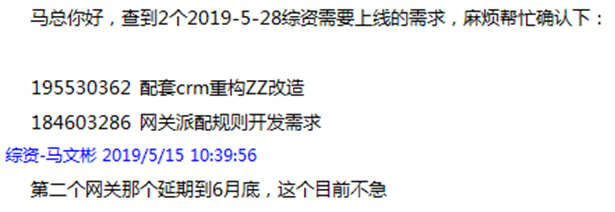 马总你好，查到2个2019-5-28综资需要上线的需求，麻烦帮忙确认下：
195530362 配套crm重构ZZ改造
184603286 网关派配规则开发需求
综资-马文彬 2019/5/15 10:39:56
第二个网关那个延期到6月底，这个目前不急